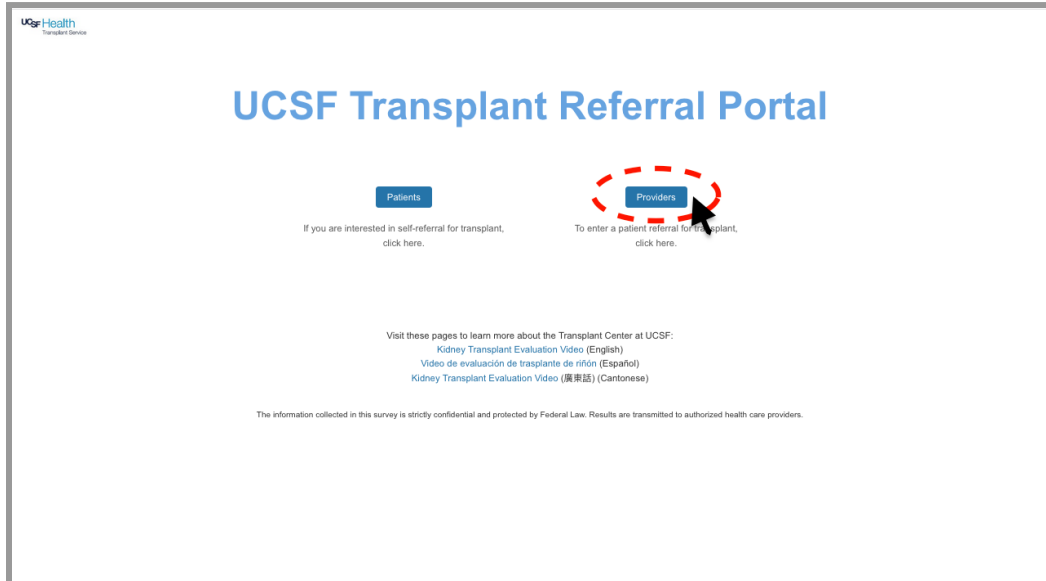 UCSF Health
Transplant Service
UCSF Transplant Referral Portal
Patients
Providers
If you are interested in self-referral for transplant,
click here.
To enter a patient referral for transplant,
click here.
Visit these pages to learn more about the Transplant Center at UCSF:
Kidney Transplant Evaluation Video (English)
Video de evaluación de trasplante de riñón (Español)
Kidney Transplant Evaluation Video (廣東話) (Cantonese)
The information collected in this survey is strictly confidential and protected by Federal Law. Results are transmitted to authorized health care providers.